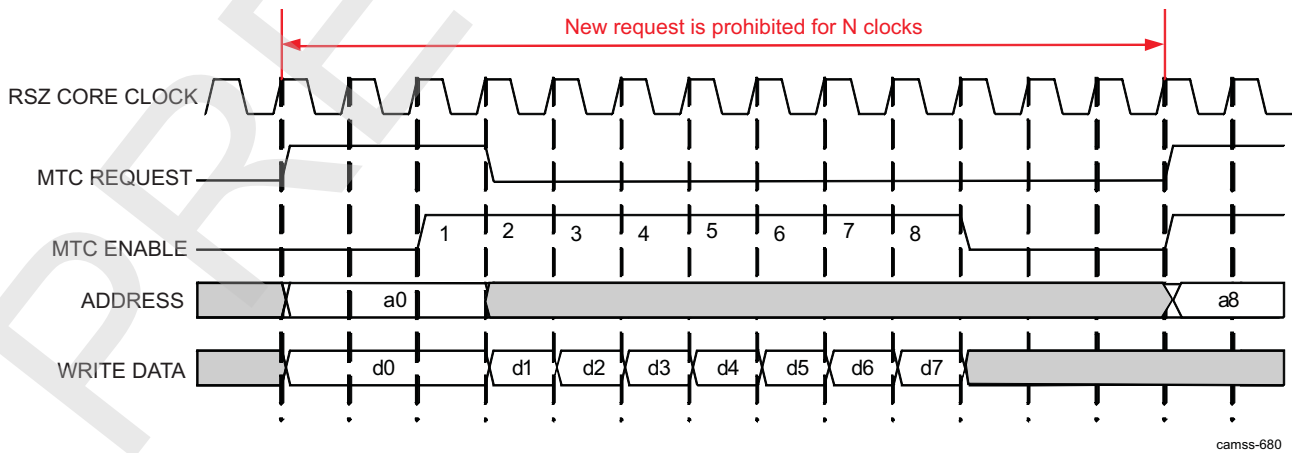 New request is prohibited for N clocks
RSZ CORE CLOCK
MTC REQUEST
MTC ENABLE 1 2 3 4 5 6 7 8
ADDRESS a0 a8
WRITE DATA d0 d1 d2 d3 d4 d5 d6 d7
camss-680
PRE